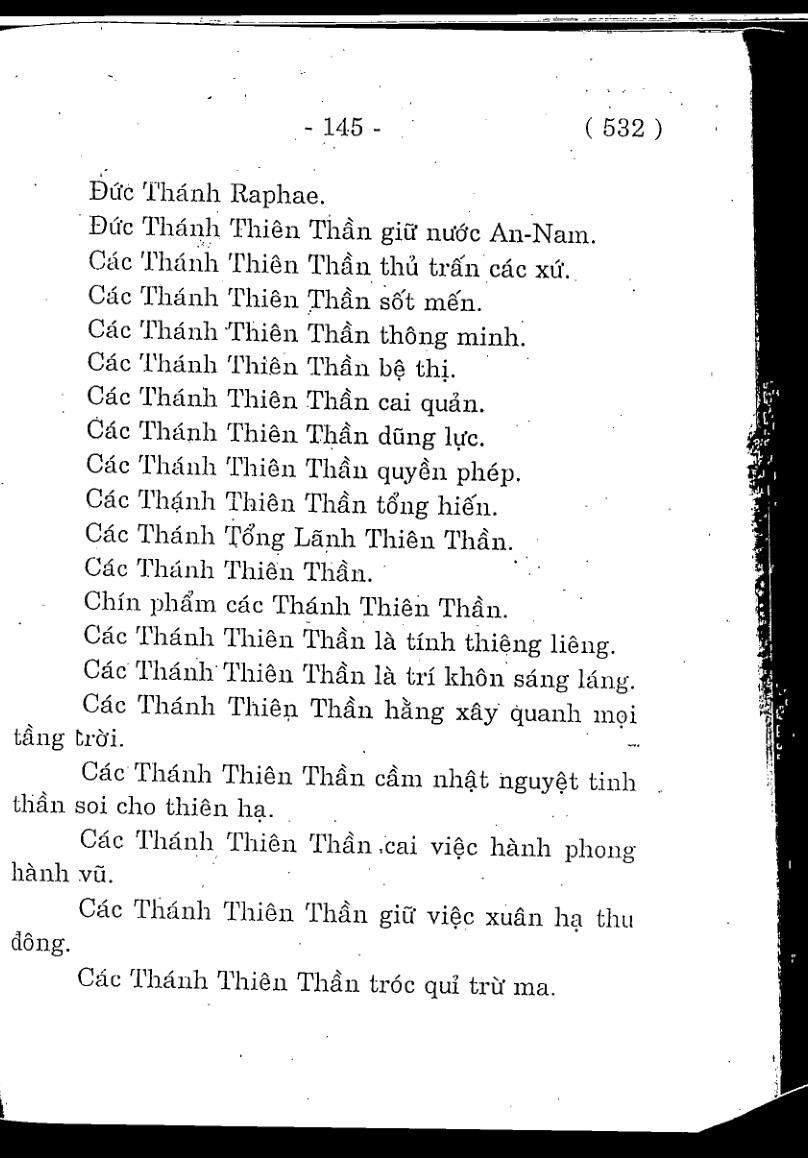 - 145 - ( 532 )
Đức Thánh Raphae.
Đức Thánh Thiên Thần giữ nước An-Nam.
Các Thánh Thiên Thần thủ trấn các xứ.
Các Thánh Thiên Thần sốt mến.
Các Thánh Thiên Thần thông minh.
Các Thánh Thiên Thần bệ thị.
Các Thánh Thiên Thần cai quản.
Các Thánh Thiên Thần dũng lực.
Các Thánh Thiên Thần quyền phép.
Các Thánh Thiên Thần tổng hiến.
Các Thánh Tổng Lãnh Thiên Thần.
Các Thánh Thiên Thần.
Chín phẩm các Thánh Thiên Thần.
Các Thánh Thiên Thần là tính thiêng liêng.
Các Thánh Thiên Thần là trí khôn sáng láng.
Các Thánh Thiên Thần hằng xây quanh mọi
tầng trời.
Các Thánh Thiên Thần cầm nhật nguyệt tinh
thần soi cho thiên hạ.
Các Thánh Thiên Thần cai việc hành phong
hành vũ.
Các Thánh Thiên Thần giữ việc xuân hạ thu
đông.
Các Thánh Thiên Thần tróc quỉ trừ ma.